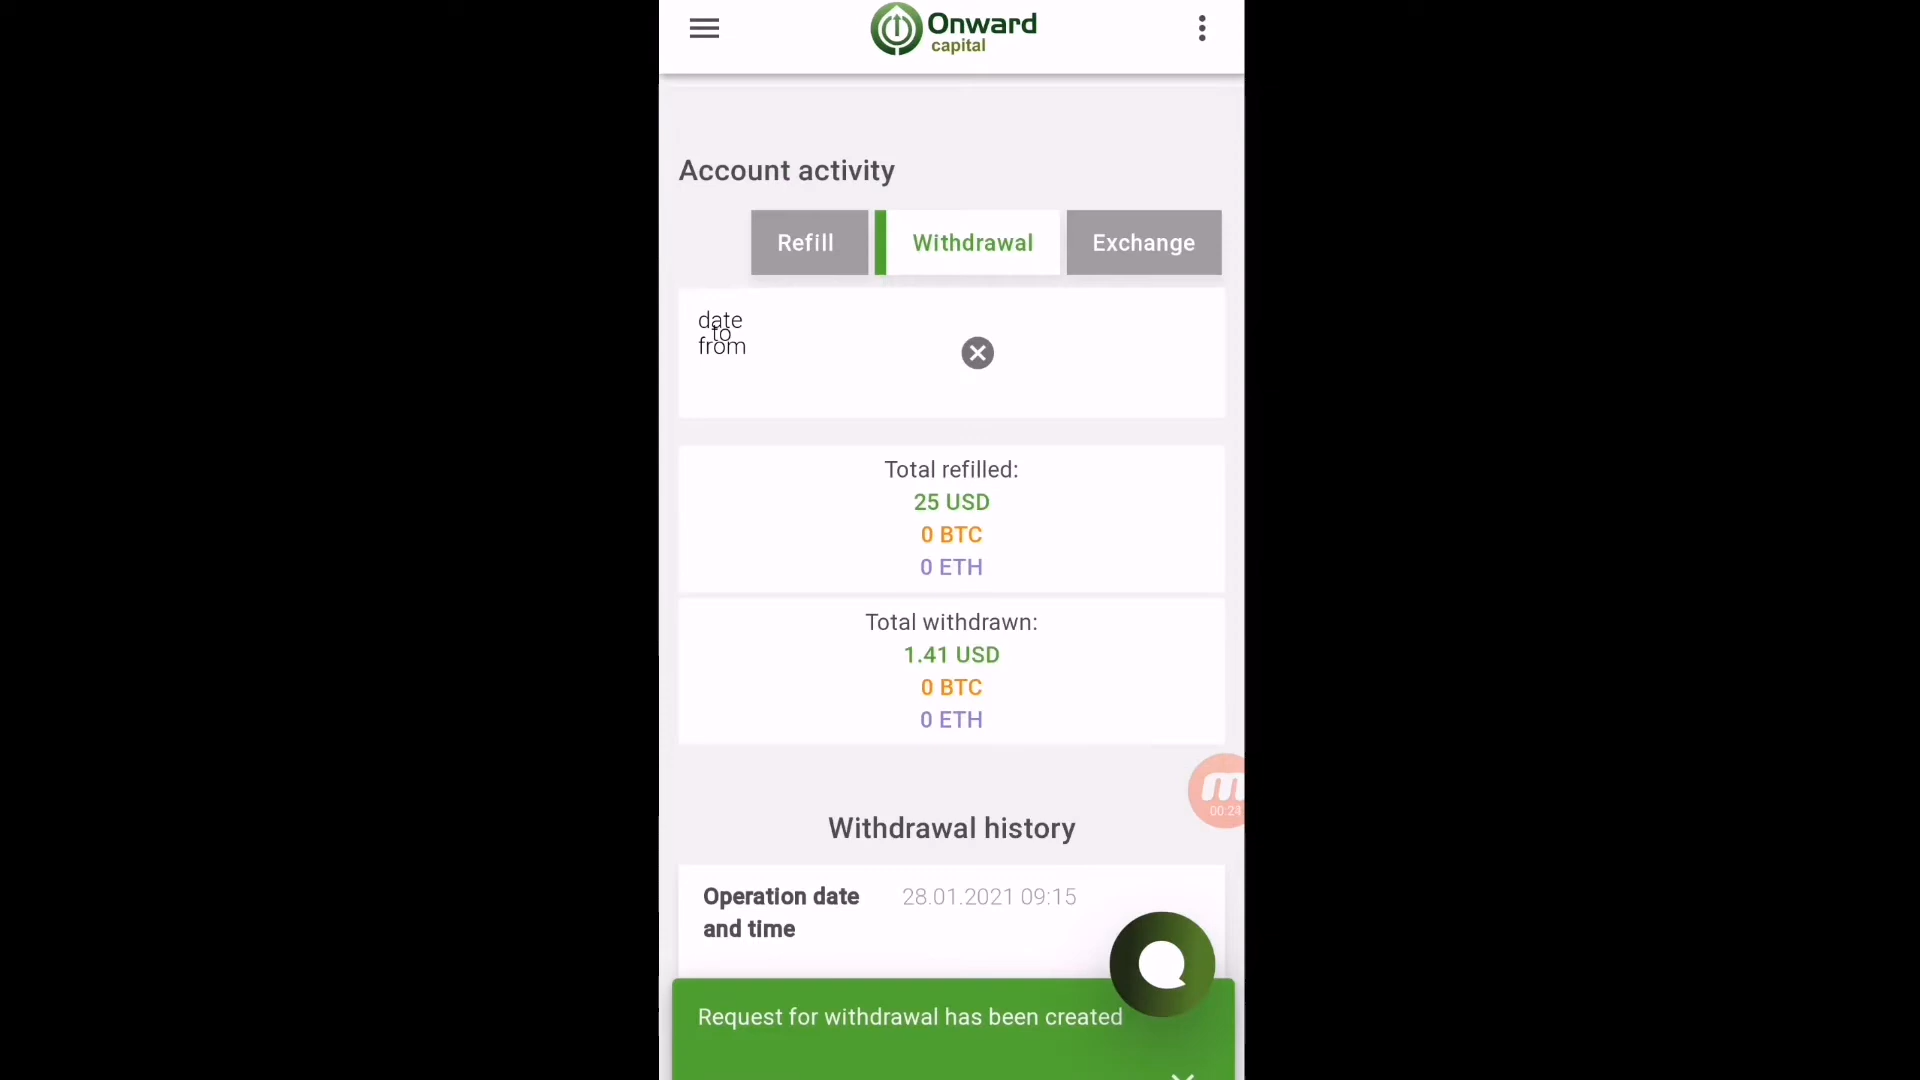 Onward
capital
Account activity
Refill
Withdrawal
Exchange
date
to
from
Total refilled:
25 USD
0 BTC
0 ETH
Total withdrawn:
1.41 USD
0 BTC
0 ETH
00:24
Withdrawal history
Operation date 28.01.2021 09:15
and time
Request for withdrawal has been created